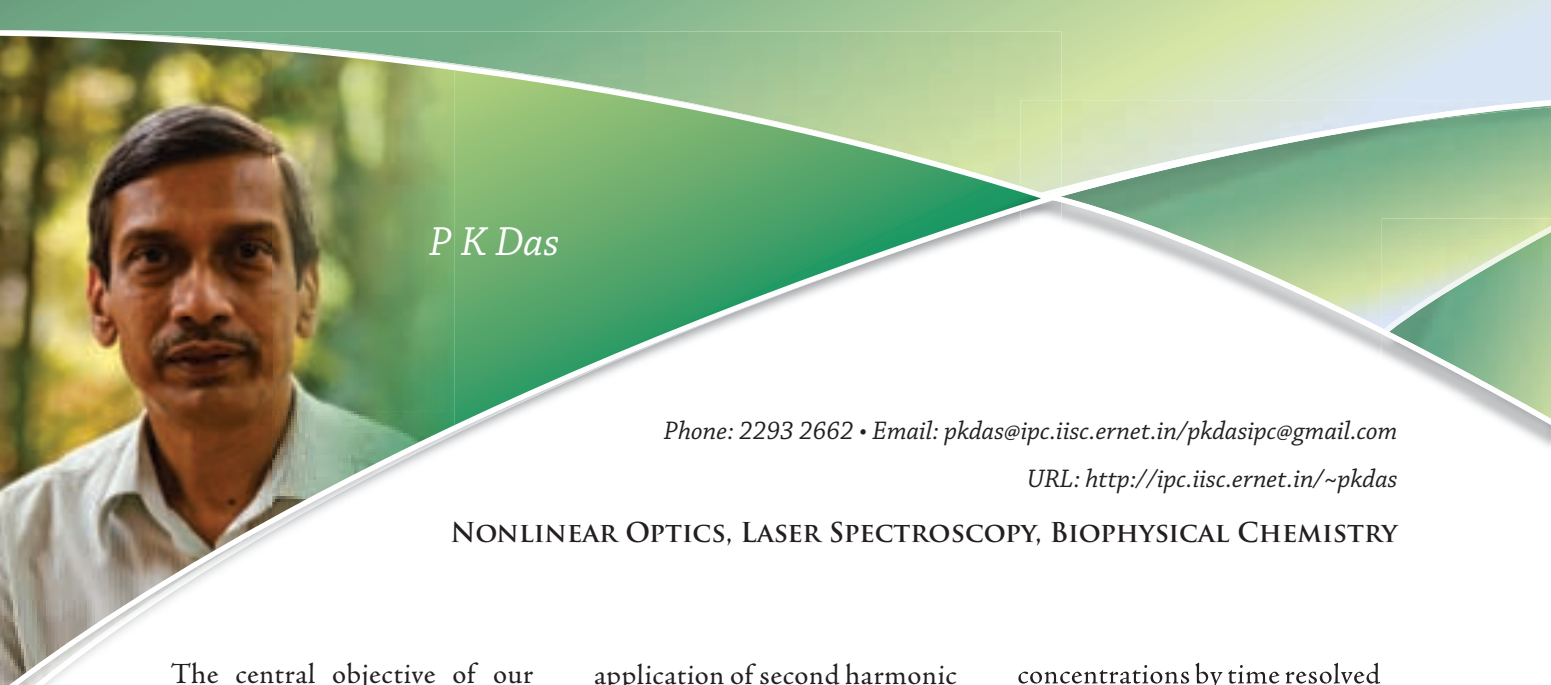 P K Das
Phone: 2293 2662 • Email: pkdas@ipc.iisc.ernet.in/pkdasipc@gmail.com
URL: http://ipc.iisc.ernet.in/~pkdas
Nonlinear Optics, Laser Spectroscopy, Biophysical Chemistry
The central objective of our
application of second harmonic
concentrations by time resolved